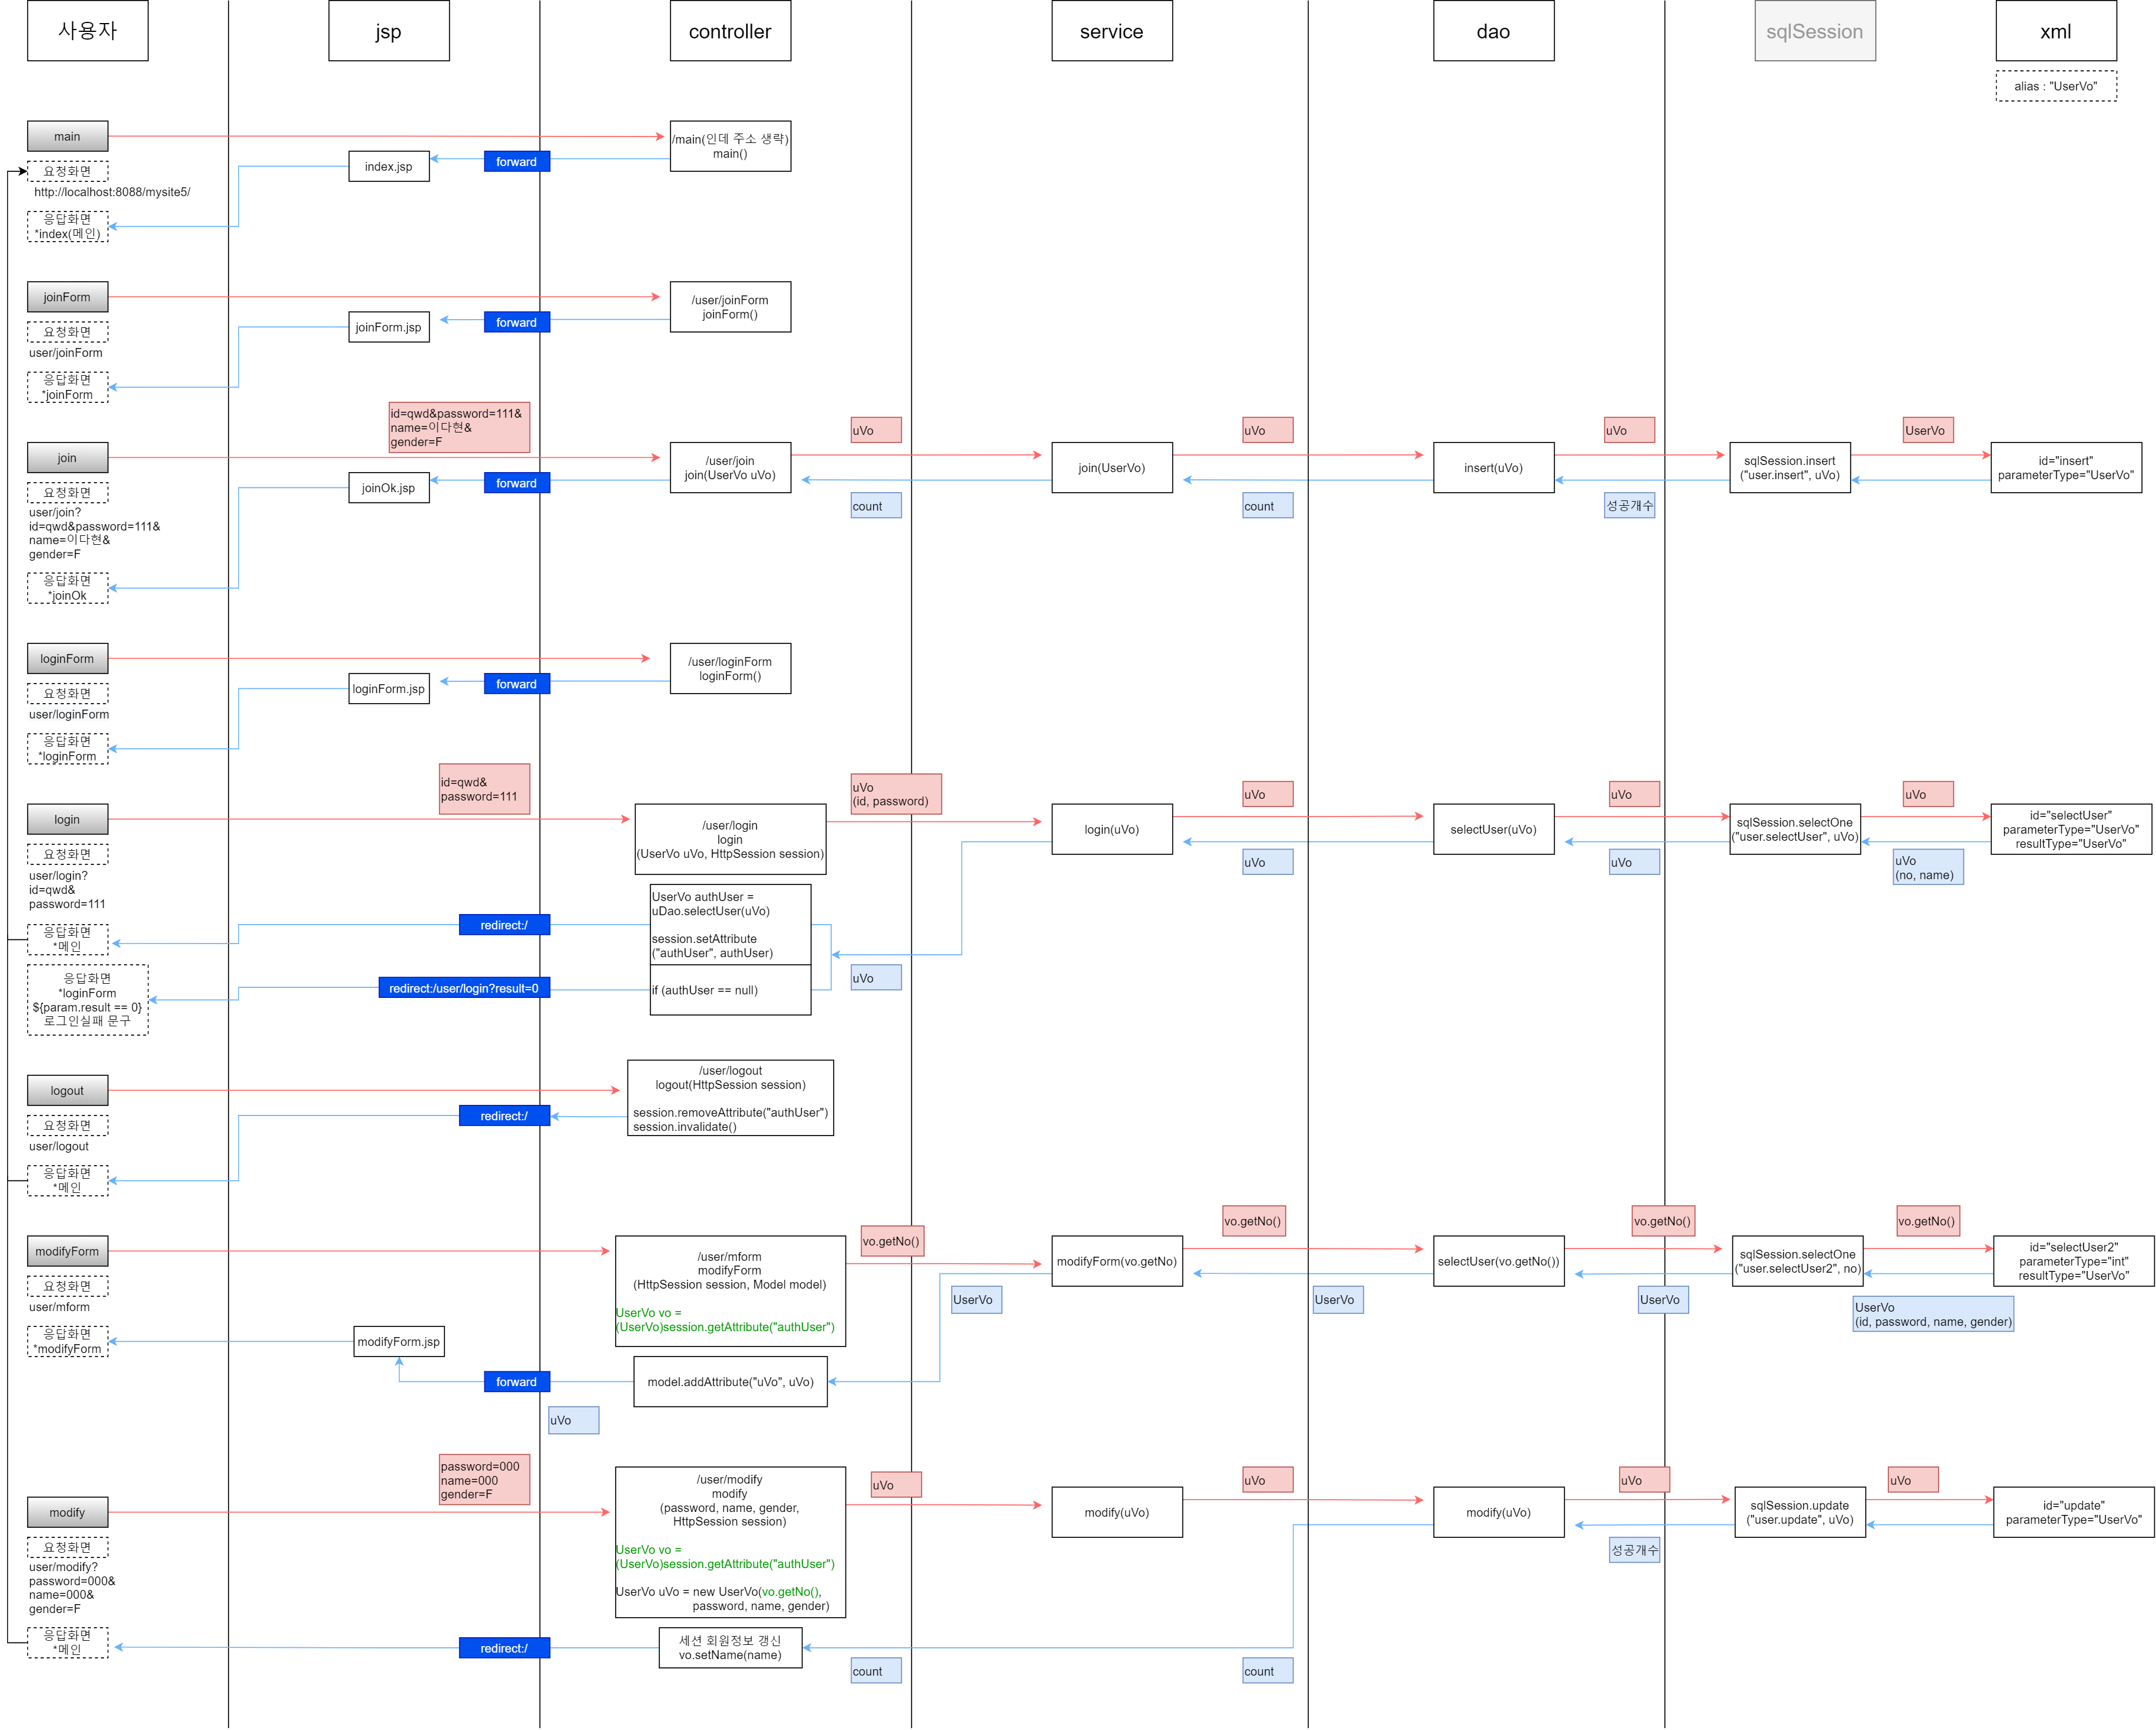 사용자
jsp
controller
service
dao
sqlSession
xml
alias : "UserVo"
main
요청화면
http://localhost:8088/mysite5/
응답화면
*index(메인)
index.jsp
forward
/main(인데 주소 생략)
main()
joinForm
요청화면
user/joinForm
응답화면
*joinForm
joinForm.jsp
forward
/user/joinForm
joinForm()
id=qwd&password=111&
name=이다현&
gender=F
join
요청화면
user/join?
id=qwd&password=111&
name=이다현&
gender=F
응답화면
*joinOk
joinOk.jsp
forward
/user/join
join(UserVo uVo)
uVo
count
join(UserVo)
uVo
count
insert(uVo)
uVo
성공개수
sqlSession.insert
("user.insert", uVo)
UserVo
id="insert"
parameterType="UserVo"
loginForm
요청화면
user/loginForm
응답화면
*loginForm
loginForm.jsp
forward
/user/loginForm
loginForm()
id=qwd&
password=111
login
요청화면
user/login?
id=qwd&
password=111
응답화면
*메인
응답화면
*loginForm
${param.result == 0}
로그인실패 문구
redirect:/
redirect:/user/login?result=0
/user/login
login
(UserVo uVo, HttpSession session)
UserVo authUser =
uDao.selectUser(uVo)
session.setAttribute
("authUser", authUser)
if (authUser == null)
uVo
(id, password)
uVo
login(uVo)
uVo
uVo
selectUser(uVo)
uVo
uVo
sqlSession.selectOne
("user.selectUser", uVo)
uVo
uVo
(no, name)
id="selectUser"
parameterType="UserVo"
resultType="UserVo"
logout
요청화면
user/logout
응답화면
*메인
redirect:/
/user/logout
logout(HttpSession session)
session.removeAttribute("authUser")
session.invalidate()
modifyForm
요청화면
user/mform
응답화면
*modifyForm
modifyForm.jsp
forward
uVo
/user/mform
modifyForm
(HttpSession session, Model model)
UserVo vo =
(UserVo)session.getAttribute("authUser")
model.addAttribute("uVo", uVo)
vo.getNo()
UserVo
modifyForm(vo.getNo)
vo.getNo()
UserVo
selectUser(vo.getNo())
vo.getNo()
UserVo
sqlSession.selectOne
("user.selectUser2", no)
vo.getNo()
UserVo
(id, password, name, gender)
id="selectUser2"
parameterType="int"
resultType="UserVo"
password=000
name=000
gender=F
modify
요청화면
user/modify?
password=000&
name=000&
gender=F
응답화면
*메인
redirect:/
/user/modify
modify
(password, name, gender,
HttpSession session)
UserVo vo =
(UserVo)session.getAttribute("authUser")
UserVo uVo = new UserVo(vo.getNo(),
password, name, gender)
세션 회원정보 갱신
vo.setName(name)
uVo
count
modify(uVo)
uVo
count
modify(uVo)
uVo
성공개수
sqlSession.update
("user.update", uVo)
uVo
id="update"
parameterType="UserVo"